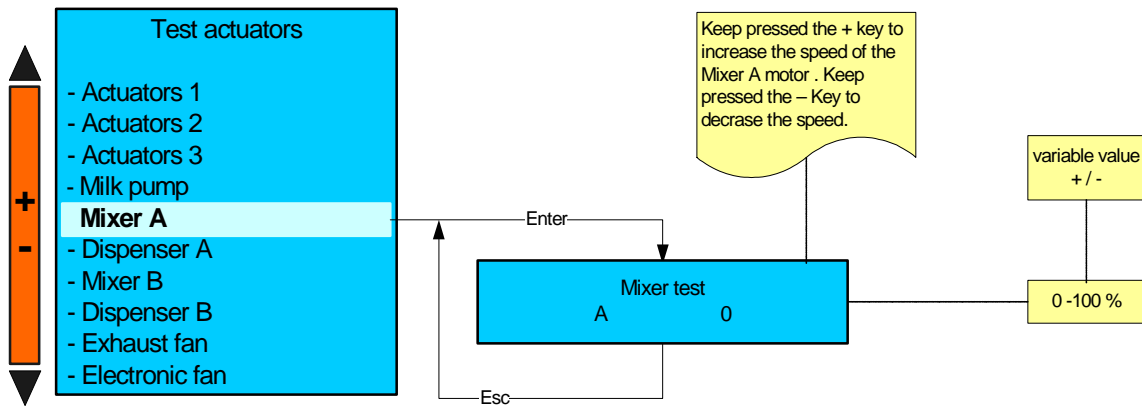 Test actuators
- Actuators 1
- Actuators 2
- Actuators 3
- Milk pump
Mixer A
- Dispenser A
- Mixer B
- Dispenser B
- Exhaust fan
- Electronic fan
+
-
Enter
Esc
Mixer test
A 0
Keep pressed the + key to
increase the speed of the
Mixer A motor . Keep
pressed the – Key to
decrase the speed.
variable value
+ / -
0 -100 %